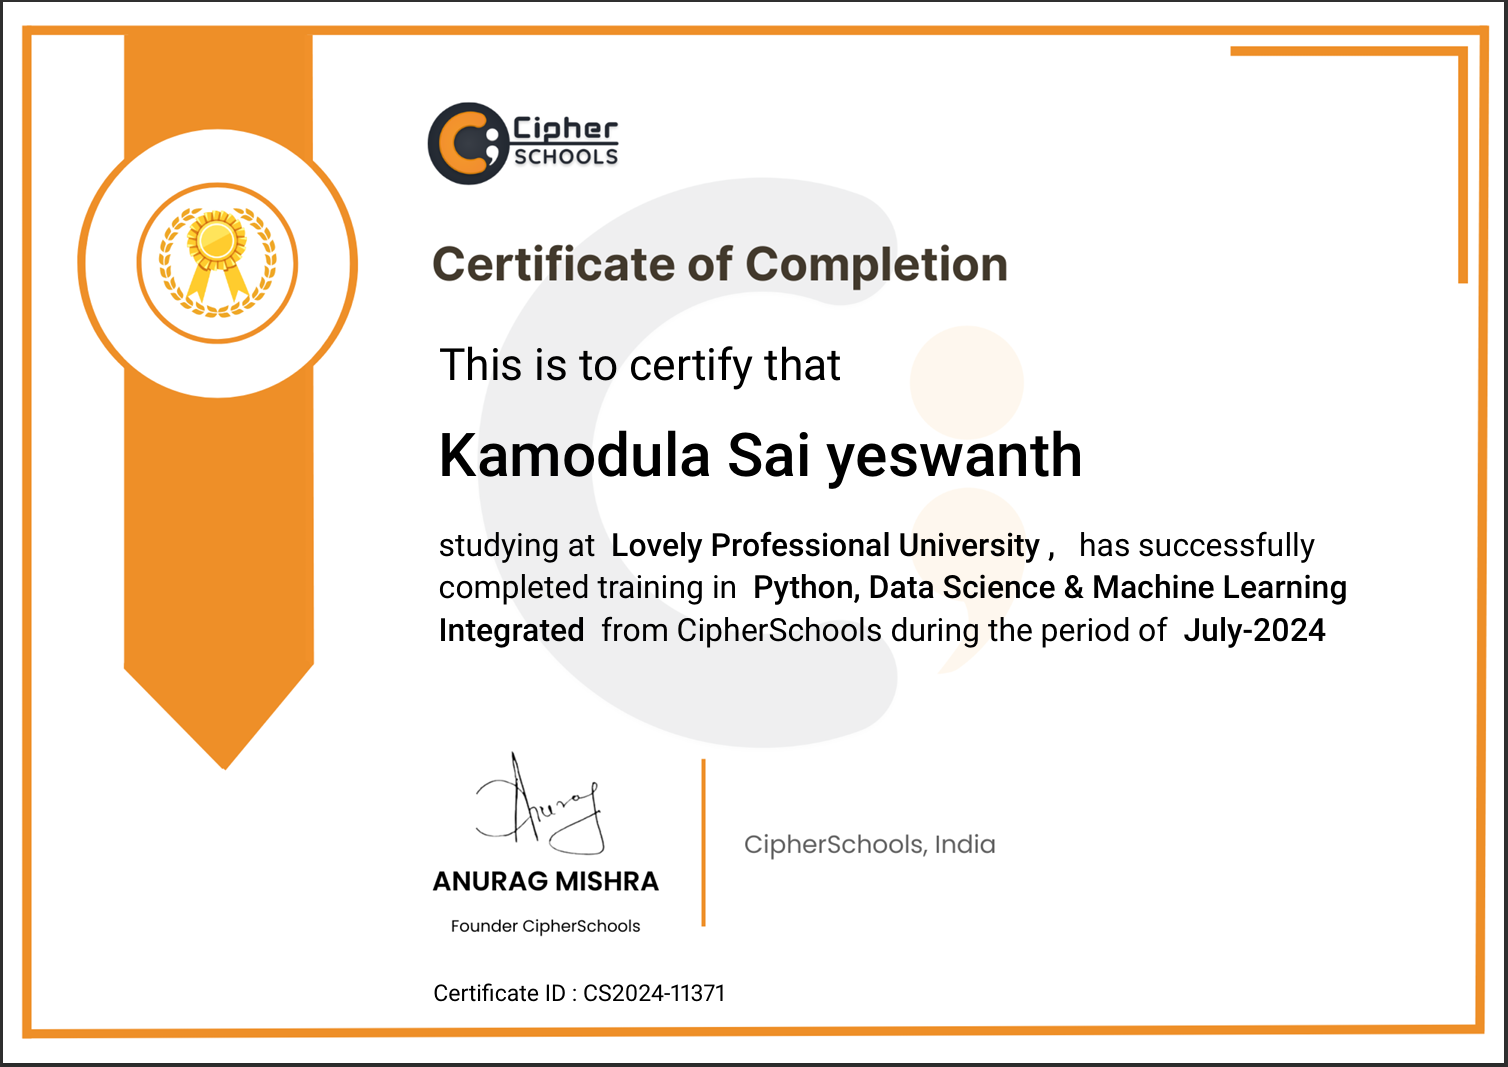 Cipher
SCHOOLS
Certificate of Completion
This is to certify that
Kamodula Sai yeswanth
studying at Lovely Professional University , has successfully
completed training in Python, Data Science & Machine Learning
Integrated from CipherSchools during the period of July-2024
Anurag
ANURAG MISHRA
Founder CipherSchools
CipherSchools, India
Certificate ID : CS2024-11371